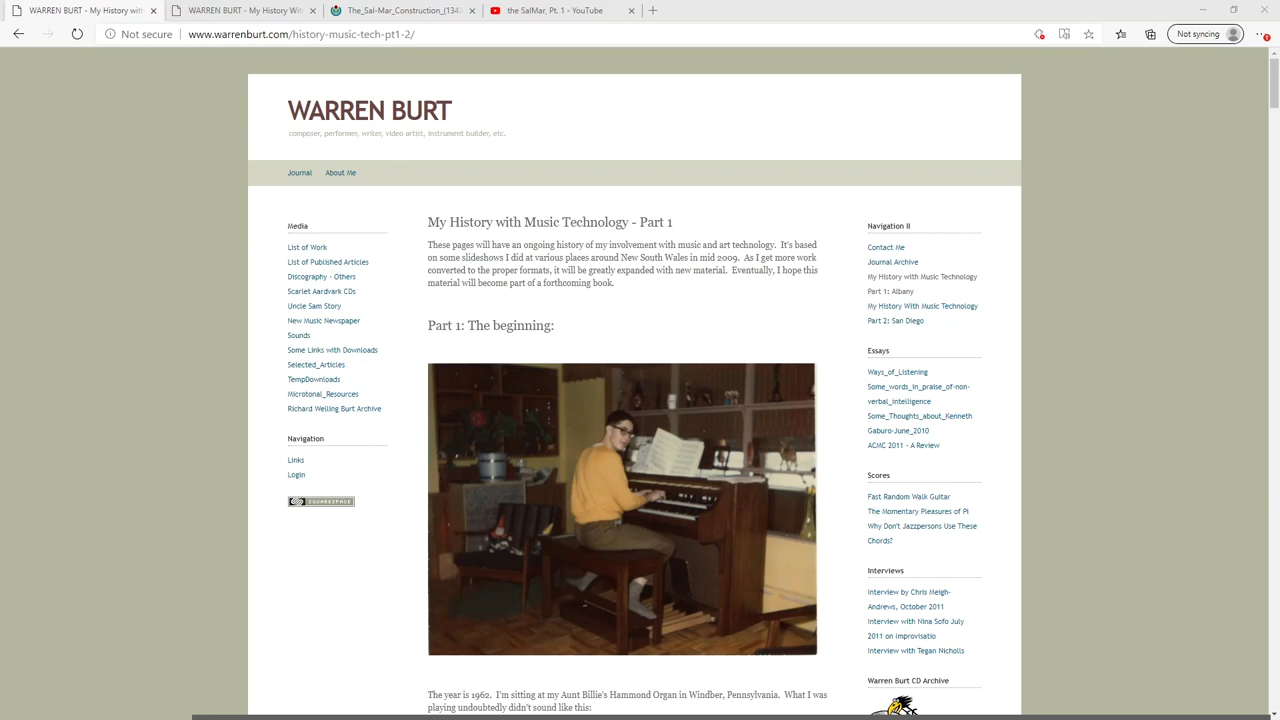 WARREN BURT - My History with
WARREN BURT - My History Wit
The_Sal-Mar_Construction_(134
the SalMar, Pt. 1 - YouTube
Not secure
www.warrenburt.com/history-music-tech-pt1-2/
Not syncing
WARREN BURT
composer, performer, writer, video artist, instrument builder, etc.
Journal
About Me
Media
List of Work
List of Published Articles
Discography - Others
Scarlet Aardvark CDs
Uncle Sam Story
New Music Newspaper
Sounds
Some Links with Downloads
Selected_Articles
TempDownloads
Microtonal_Resources
Richard Welling Burt Archive
Navigation
Links
Login
SQUARESPACE
My History with Music Technology - Part 1
These pages will have an ongoing history of my involvement with music and art technology. It's based
on some slideshows I did at various places around New South Wales in mid 2009. As I get more work
converted to the proper formats, it will be greatly expanded with new material. Eventually, I hope this
material will become part of a forthcoming book.
Part 1: The beginning:
The year is 1962. I'm sitting at my Aunt Billie's Hammond Organ in Windber, Pennsylvania. What I was
playing undoubtedly didn't sound like this:
Navigation II
Contact Me
Journal Archive
My History with Music Technology
Part 1: Albany
My History With Music Technology
Part 2: San Diego
Essays
Ways_of_Listening
Some_words_in_praise_of-non-
verbal_intelligence
Some_Thoughts_about_Kenneth
Gaburo-June_2010
ACMC 2011 - A Review
Scores
Fast Random Walk Guitar
The Momentary Pleasures of Pi
Why Don't Jazzpersons Use These
Chords?
Interviews
Interview by Chris Meigh-
Andrews, October 2011
Interview with Nina Sofo July
2011 on Improvisatio
Interview with Tegan Nicholls
Warren Burt CD Archive